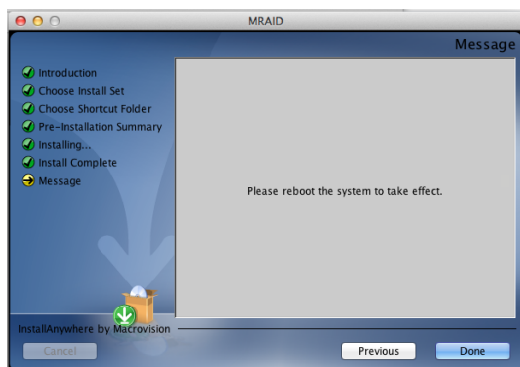 MRAID
Message
Introduction
Choose Install Set
Choose Shortcut Folder
Pre-Installation Summary
Installing...
Install Complete
Message
Please reboot the system to take effect.
InstallAnywhere by Macrovision
Cancel
Previous
Done